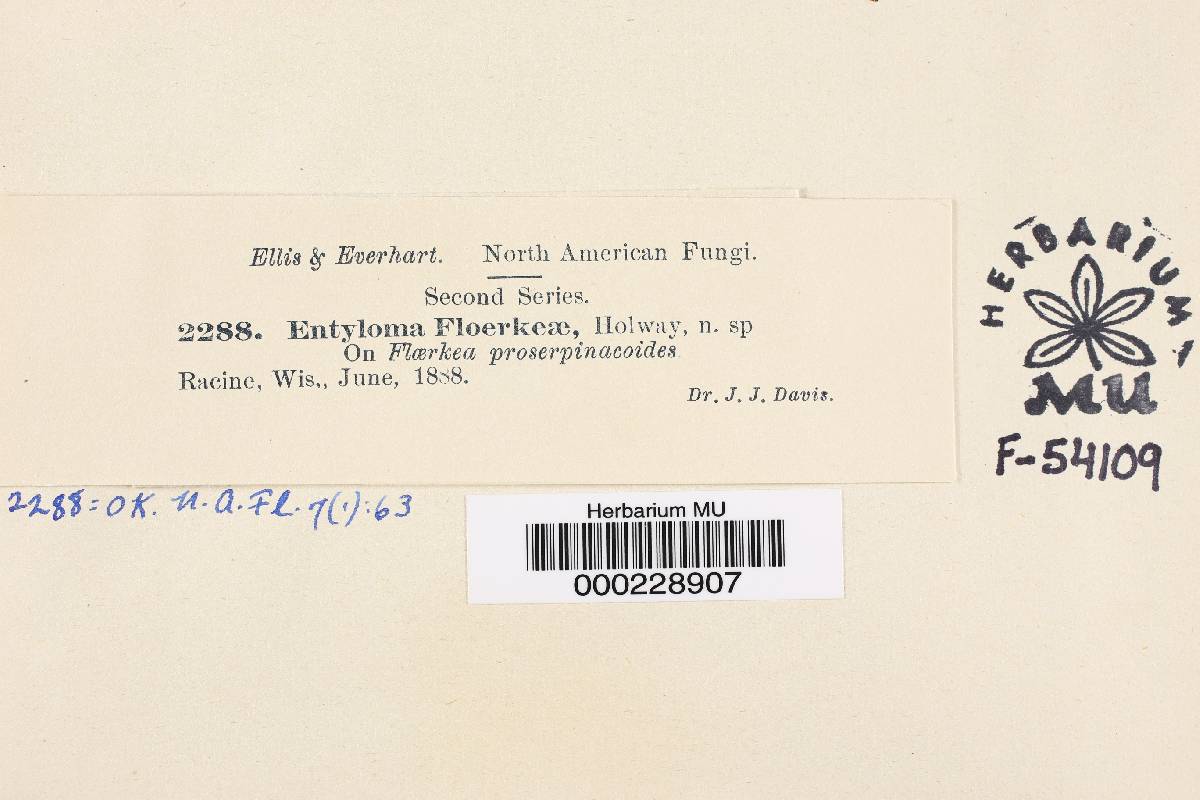 Ellis & Everhart. North American Fungi.
Second Series.
2288. Entyloma Floerkeæ, Holway, n. sp
On Flœrkea proserpinacoides
Racine, Wis., June, 1888.
Dr. J. J. Davis.
HERBARIUM
MU
F-54109
2288=OK. N.A.Fl. 7(1):63
Herbarium MU
000228907